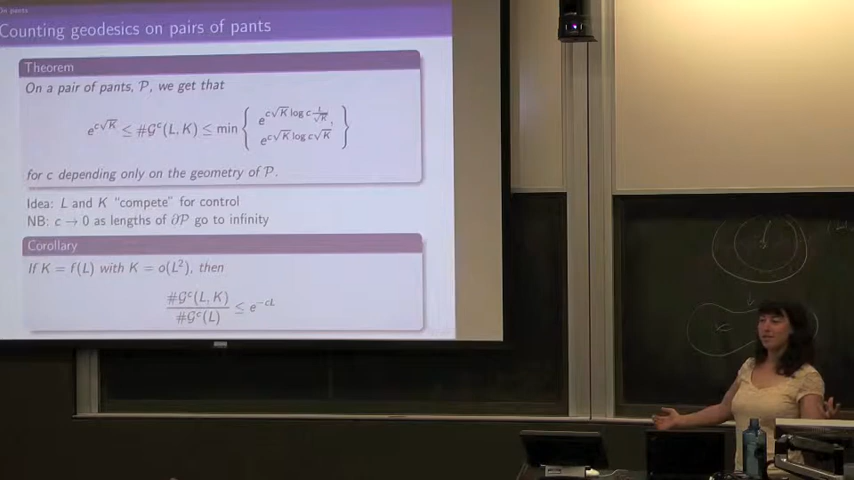 On pants
Counting geodesics on pairs of pants
Theorem
On a pair of pants, P, we get that
e^{c√K} ≤ #𝒢^c(L, K) ≤ min { e^{c√K log c L/√K}, e^{c√K log c√K} }
for c depending only on the geometry of P.
Idea: L and K "compete" for control
NB: c → 0 as lengths of ∂P go to infinity
Corollary
If K = f(L) with K = o(L²), then
#𝒢^c(L, K) / #𝒢^c(L) ≤ e^{-cL}